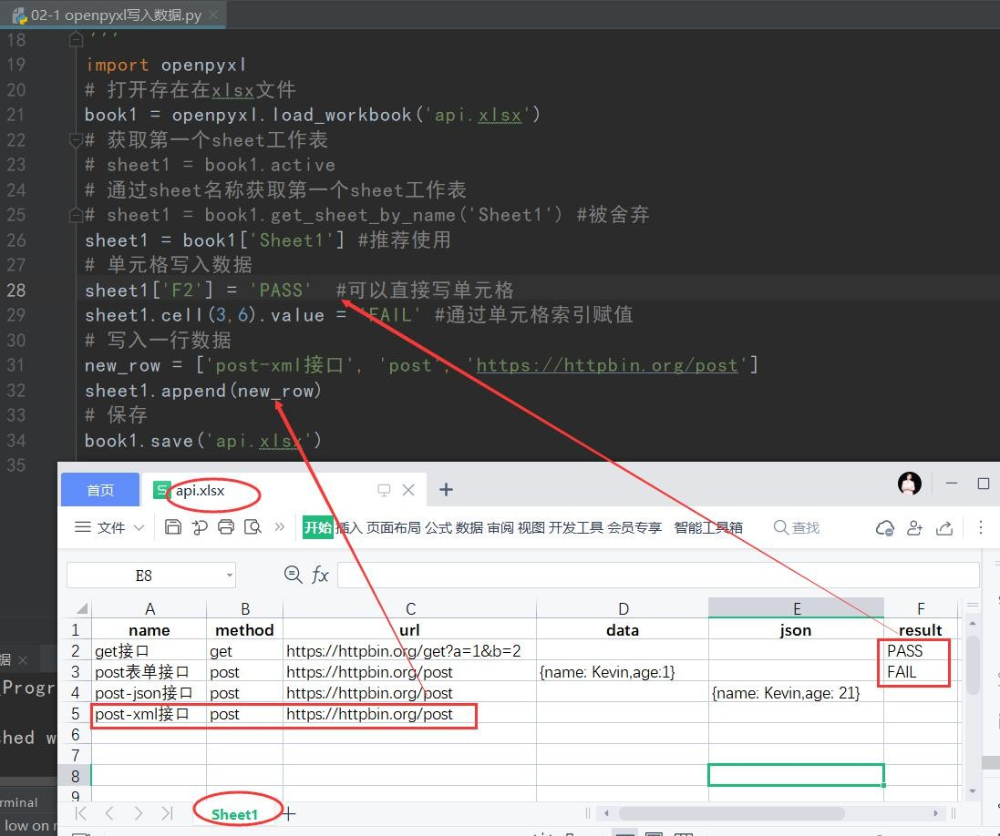 02-1 openpyxl写入数据.py
18 '''
19 import openpyxl
20 # 打开存在在xlsx文件
21 book1 = openpyxl.load_workbook('api.xlsx')
22 # 获取第一个sheet工作表
23 # sheet1 = book1.active
24 # 通过sheet名称获取第一个sheet工作表
25 # sheet1 = book1.get_sheet_by_name('Sheet1') #被舍弃
26 sheet1 = book1['Sheet1'] #推荐使用
27 # 单元格写入数据
28 sheet1['F2'] = 'PASS' #可以直接写单元格
29 sheet1.cell(3,6).value = 'FAIL' #通过单元格索引赋值
30 # 写入一行数据
31 new_row = ['post-xml接口', 'post', 'https://httpbin.org/post']
32 sheet1.append(new_row)
33 # 保存
34 book1.save('api.xlsx')
35
首页 S api.xlsx
文件 开始 插入 页面布局 公式 数据 审阅 视图 开发工具 会员专享 智能工具箱 查找
E8 fx
A B C D E F
1 name method url data json result
2 get接口 get https://httpbin.org/get?a=1&b=2 PASS
3 post表单接口 post https://httpbin.org/post {name: Kevin,age:1} FAIL
4 post-json接口 post https://httpbin.org/post {name: Kevin,age: 21}
5 post-xml接口 post https://httpbin.org/post
6
7
8
9
Sheet1
据
Progr
hed w
rminal
low on